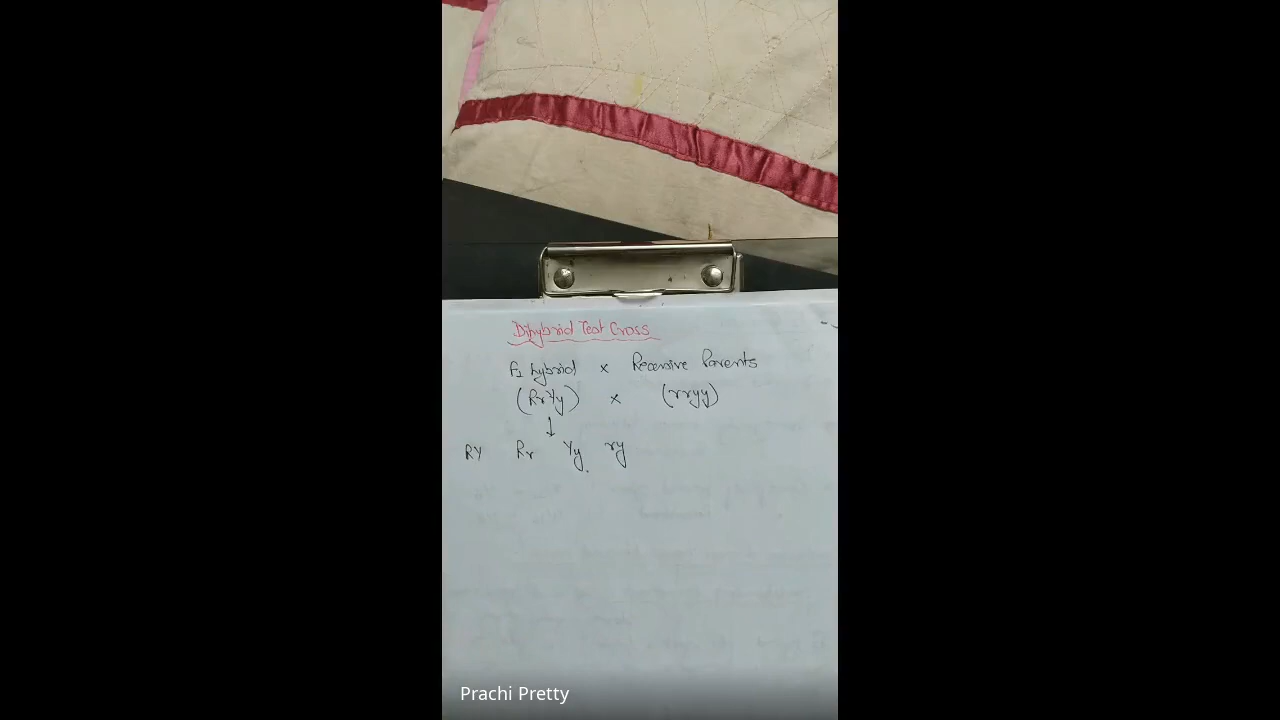 Dihybrid Test Cross
F1 hybrid × Recessive Parents
(RrYy) × (rryy)
↓
RY Rr Yy ry
Prachi Pretty